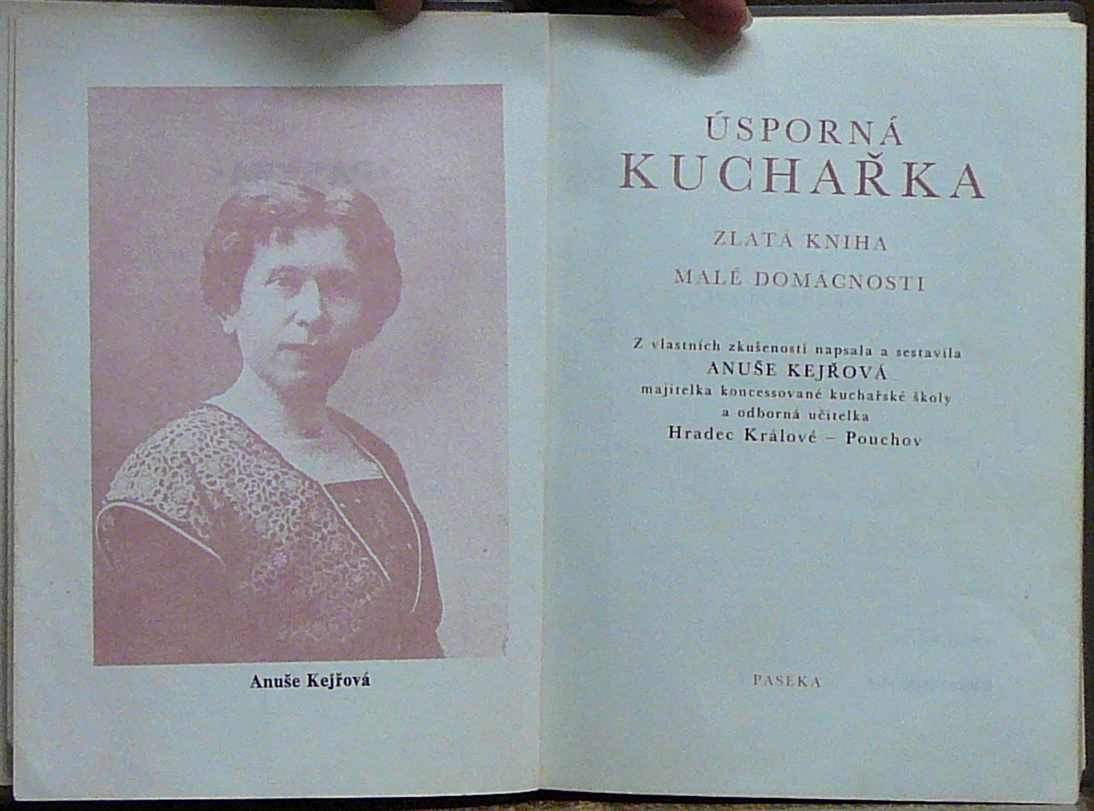 Anuše Kejřová
ÚSPORNÁ
KUCHAŘKA
ZLATÁ KNIHA
MALÉ DOMÁCNOSTI
Z vlastních zkušeností napsala a sestavila
ANUŠE KEJŘOVÁ
majitelka koncessované kuchařské školy
a odborná učitelka
Hradec Králové – Pouchov
PASEKA